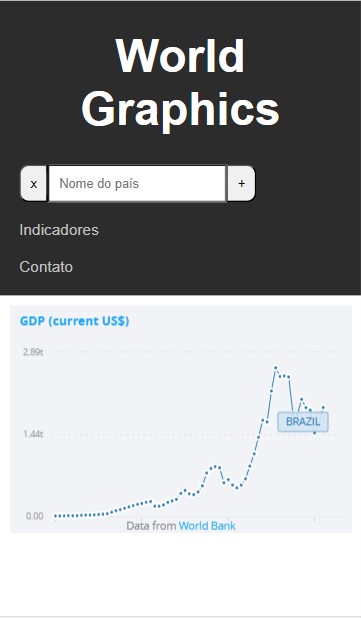 World
Graphics
x Nome do país +
Indicadores
Contato
GDP (current US$)
2.89t
1.44t
BRAZIL
0.00
Data from World Bank